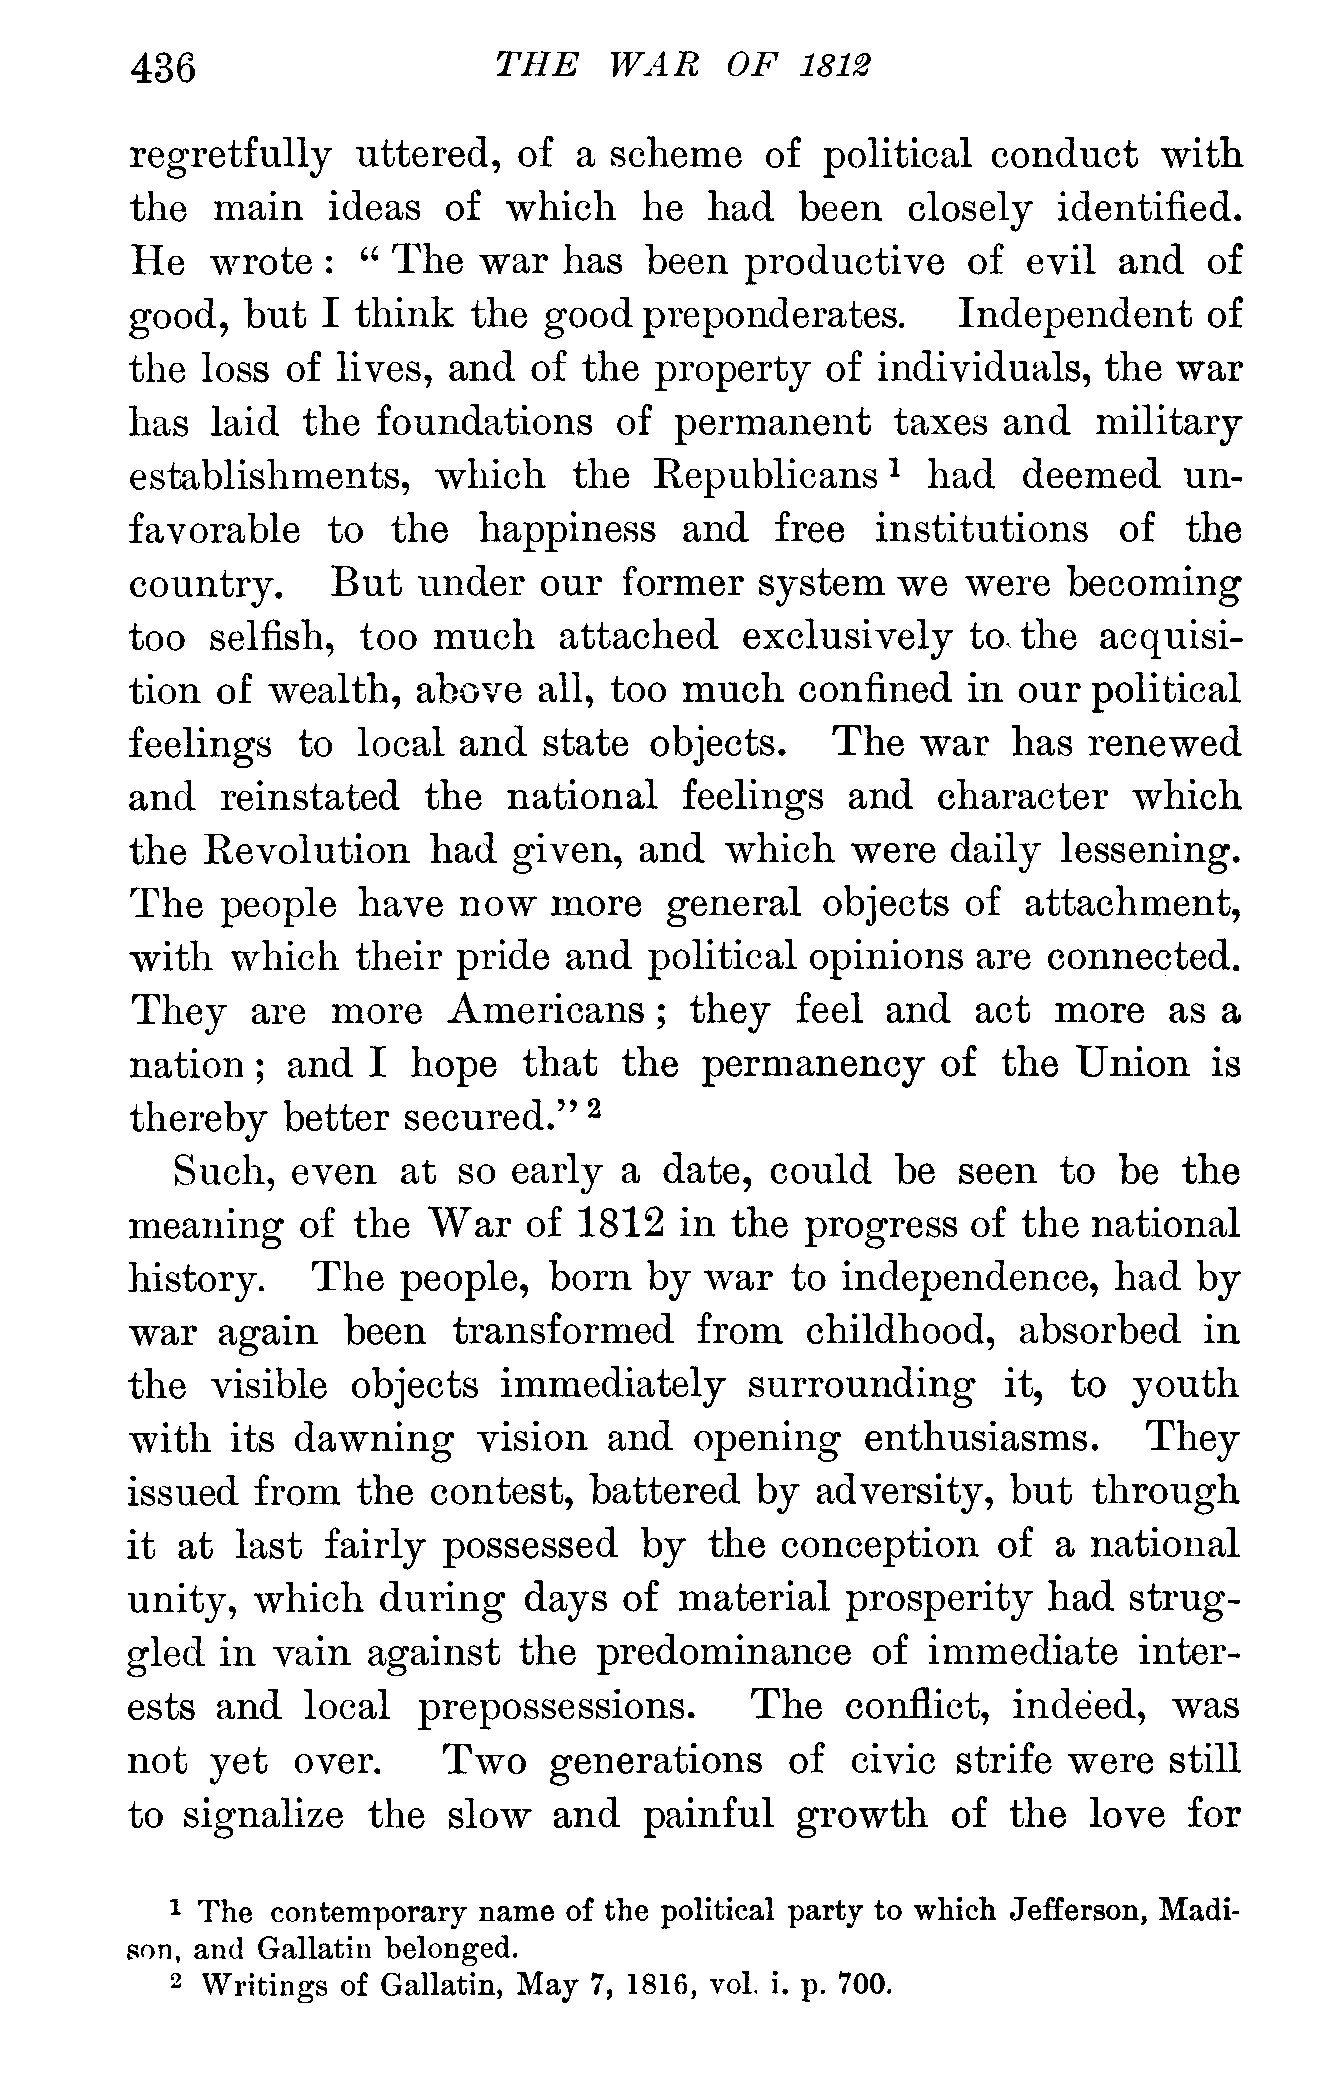 436 THE WAR OF 1812
regretfully uttered, of a scheme of political conduct with
the main ideas of which he had been closely identified.
He wrote : “ The war has been productive of evil and of
good, but I think the good preponderates. Independent of
the loss of lives, and of the property of individuals, the war
has laid the foundations of permanent taxes and military
establishments, which the Republicans ¹ had deemed un-
favorable to the happiness and free institutions of the
country. But under our former system we were becoming
too selfish, too much attached exclusively to the acquisi-
tion of wealth, above all, too much confined in our political
feelings to local and state objects. The war has renewed
and reinstated the national feelings and character which
the Revolution had given, and which were daily lessening.
The people have now more general objects of attachment,
with which their pride and political opinions are connected.
They are more Americans ; they feel and act more as a
nation ; and I hope that the permanency of the Union is
thereby better secured.” ²
Such, even at so early a date, could be seen to be the
meaning of the War of 1812 in the progress of the national
history. The people, born by war to independence, had by
war again been transformed from childhood, absorbed in
the visible objects immediately surrounding it, to youth
with its dawning vision and opening enthusiasms. They
issued from the contest, battered by adversity, but through
it at last fairly possessed by the conception of a national
unity, which during days of material prosperity had strug-
gled in vain against the predominance of immediate inter-
ests and local prepossessions. The conflict, indeed, was
not yet over. Two generations of civic strife were still
to signalize the slow and painful growth of the love for
¹ The contemporary name of the political party to which Jefferson, Madi-
son, and Gallatin belonged.
² Writings of Gallatin, May 7, 1816, vol. i. p. 700.